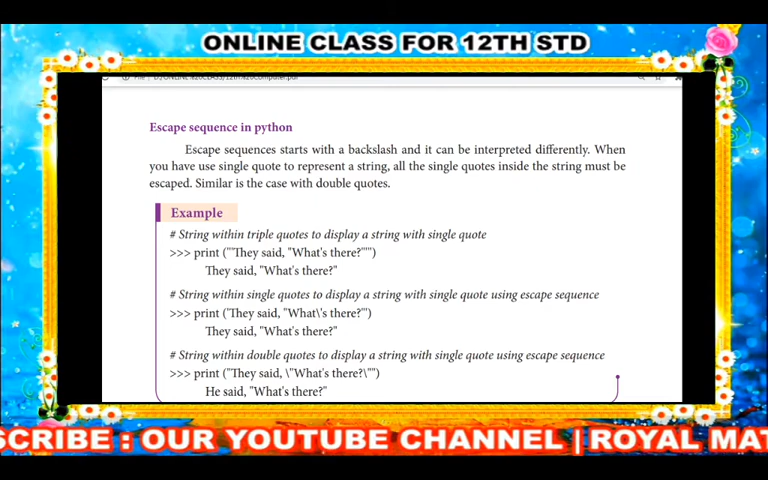 ONLINE CLASS FOR 12TH STD
Escape sequence in python
Escape sequences starts with a backslash and it can be interpreted differently. When
you have use single quote to represent a string, all the single quotes inside the string must be
escaped. Similar is the case with double quotes.
Example
# String within triple quotes to display a string with single quote
>>> print (""They said, "What's there?"'")
They said, "What's there?"
# String within single quotes to display a string with single quote using escape sequence
>>> print ('They said, "What\'s there?"')
They said, "What's there?"
# String within double quotes to display a string with single quote using escape sequence
>>> print ("They said, \"What's there?\"")
He said, "What's there?"
SCRIBE : OUR YOUTUBE CHANNEL | ROYAL MAT